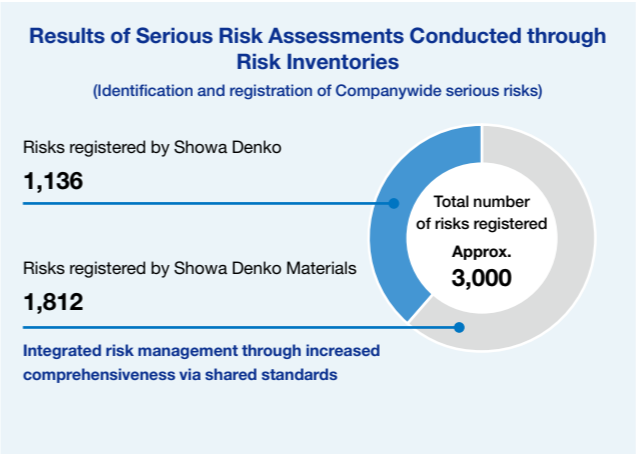 Results of Serious Risk Assessments Conducted through
Risk Inventories
(Identification and registration of Companywide serious risks)
Risks registered by Showa Denko
1,136
Risks registered by Showa Denko Materials
1,812
Integrated risk management through increased
comprehensiveness via shared standards
Total number
of risks registered
Approx.
3,000